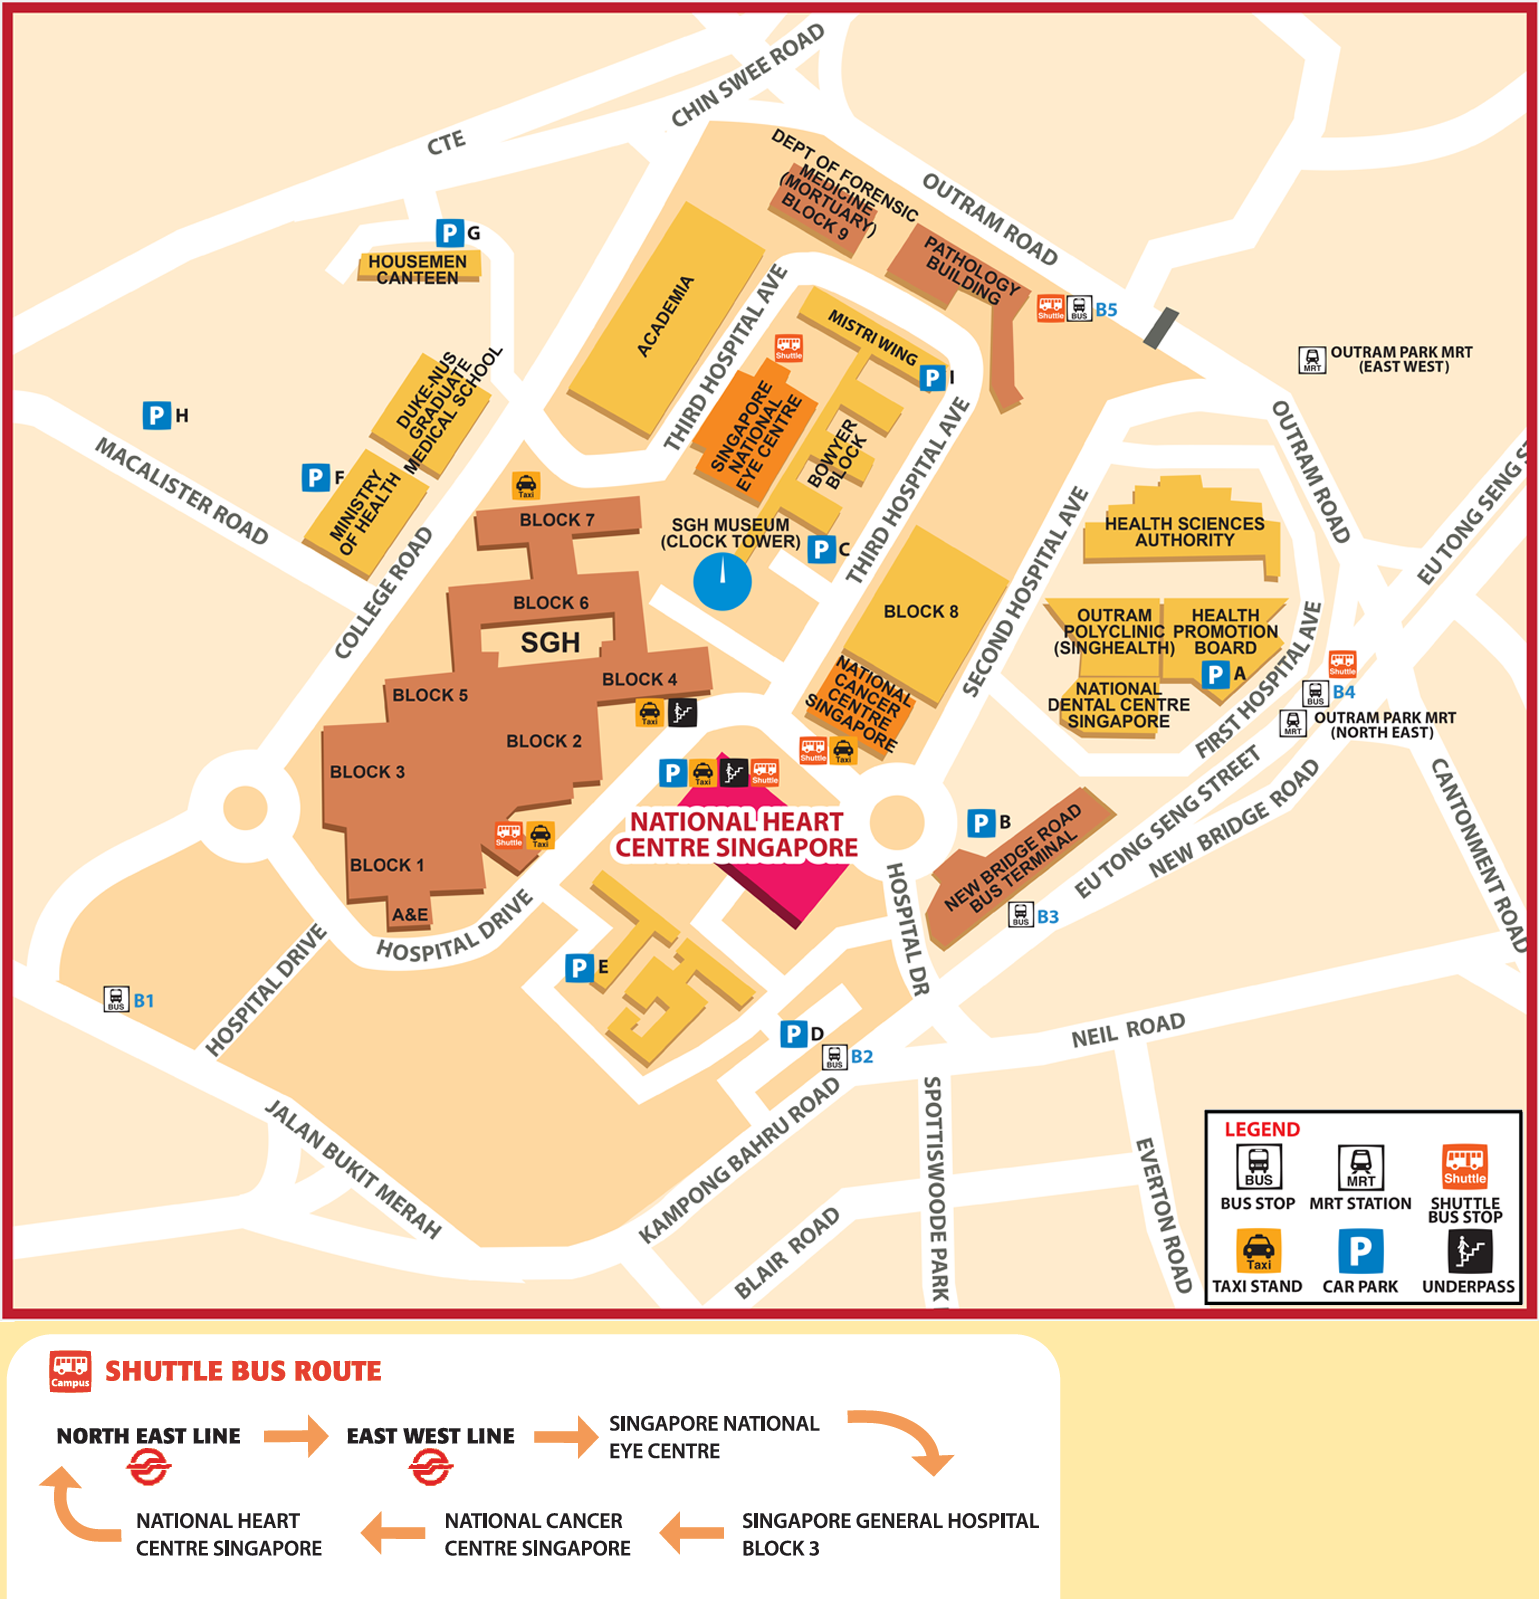 CHIN SWEE ROAD
CTE
DEPT OF FORENSIC
MEDICINE
(MORTUARY)
BLOCK 9
OUTRAM ROAD
P G
HOUSEMEN
CANTEEN
PATHOLOGY
BUILDING
ACADEMIA
THIRD HOSPITAL AVE
MISTRI WING
Shuttle
BUS
B5
Shuttle
P I
MRT
OUTRAM PARK MRT
(EAST WEST)
DUKE-NUS
GRADUATE
MEDICAL SCHOOL
P H
MACALISTER ROAD
P F
MINISTRY
OF HEALTH
SINGAPORE
NATIONAL
EYE CENTRE
BOWYER
BLOCK
THIRD HOSPITAL AVE
OUTRAM ROAD
EU TONG SENG ST
Taxi
BLOCK 7
SGH MUSEUM
(CLOCK TOWER)
P C
HEALTH SCIENCES
AUTHORITY
COLLEGE ROAD
BLOCK 6
SGH
BLOCK 8
SECOND HOSPITAL AVE
OUTRAM
POLYCLINIC
(SINGHEALTH)
HEALTH
PROMOTION
BOARD
P A
FIRST HOSPITAL AVE
BLOCK 5
BLOCK 4
NATIONAL
CANCER
CENTRE
SINGAPORE
NATIONAL
DENTAL CENTRE
SINGAPORE
Shuttle
BUS
B4
MRT
OUTRAM PARK MRT
(NORTH EAST)
Taxi
BLOCK 2
BLOCK 3
Shuttle
Taxi
P
Taxi
Shuttle
NATIONAL HEART
CENTRE SINGAPORE
P B
NEW BRIDGE ROAD
BUS TERMINAL
EU TONG SENG STREET
NEW BRIDGE ROAD
CANTONMENT ROAD
Shuttle
Taxi
BLOCK 1
A&E
HOSPITAL DRIVE
HOSPITAL DRIVE
HOSPITAL DR
BUS
B3
P E
BUS
B1
P D
BUS
B2
NEIL ROAD
JALAN BUKIT MERAH
KAMPONG BAHRU ROAD
BLAIR ROAD
SPOTTISWOODE PARK
EVERTON ROAD
LEGEND
BUS
MRT
Shuttle
BUS STOP
MRT STATION
SHUTTLE
BUS STOP
Taxi
P
TAXI STAND
CAR PARK
UNDERPASS
Campus
SHUTTLE BUS ROUTE
NORTH EAST LINE
EAST WEST LINE
SINGAPORE NATIONAL
EYE CENTRE
NATIONAL HEART
CENTRE SINGAPORE
NATIONAL CANCER
CENTRE SINGAPORE
SINGAPORE GENERAL HOSPITAL
BLOCK 3